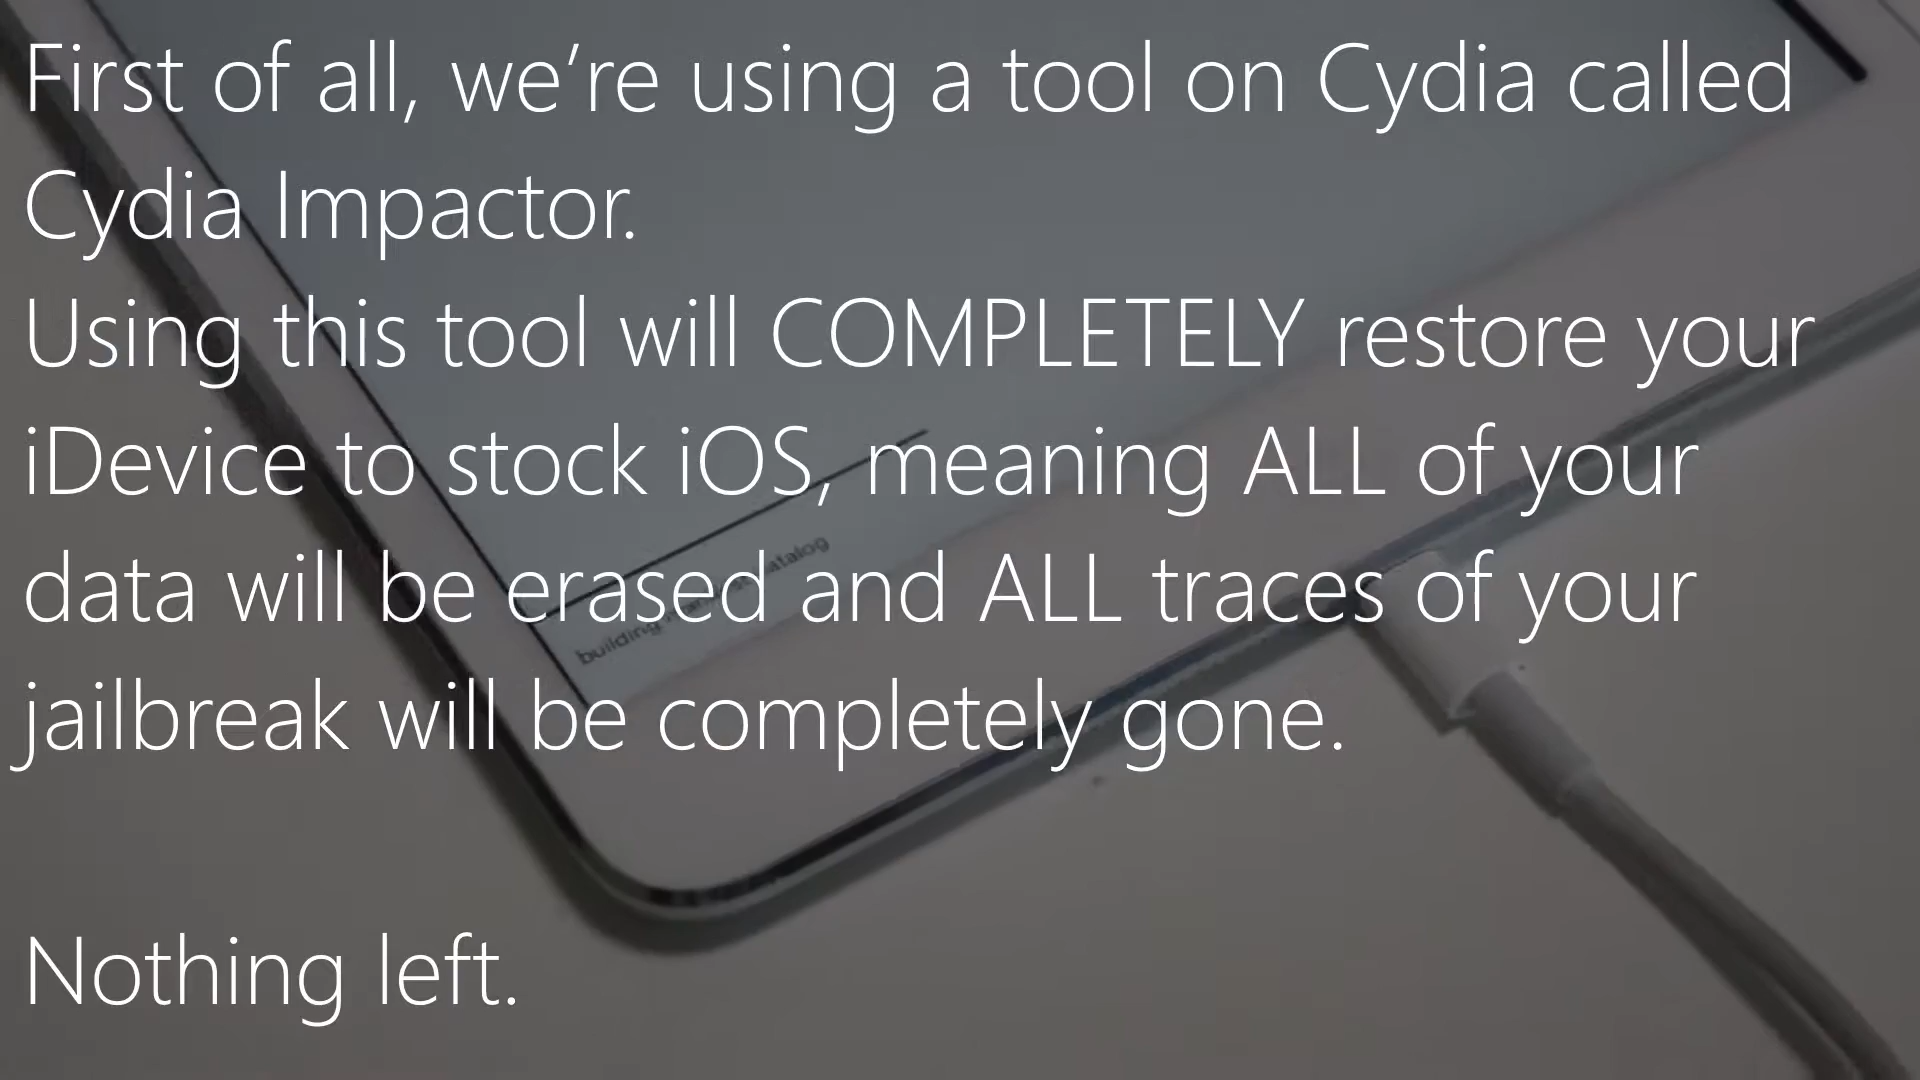 First of all, we’re using a tool on Cydia called
Cydia Impactor.
Using this tool will COMPLETELY restore your
iDevice to stock iOS, meaning ALL of your
data will be erased and ALL traces of your
jailbreak will be completely gone.
Nothing left.
building